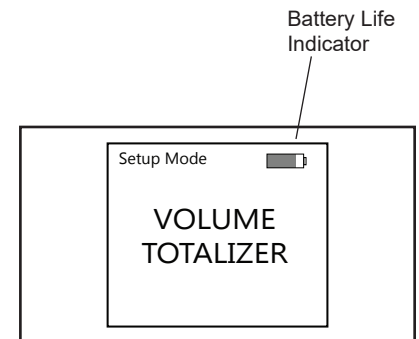 Battery Life
Indicator
Setup Mode
VOLUME
TOTALIZER